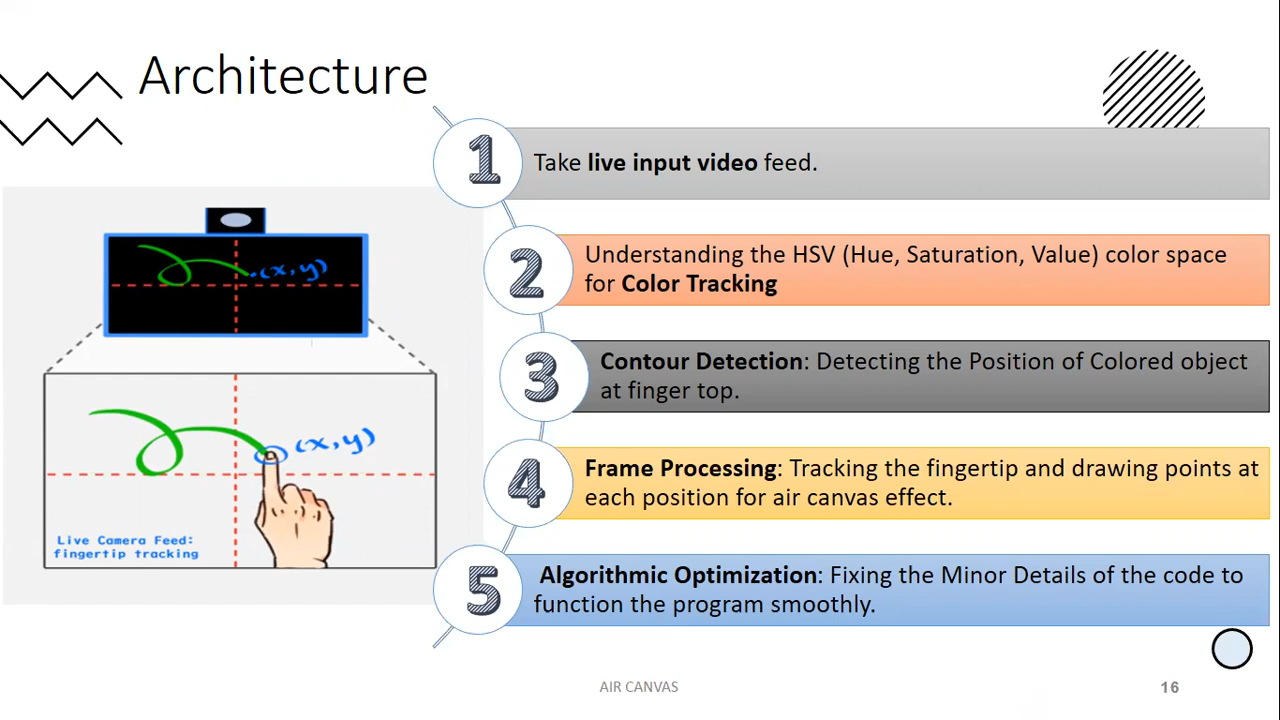 Architecture
1
Take live input video feed.
2
Understanding the HSV (Hue, Saturation, Value) color space
for Color Tracking
3
Contour Detection: Detecting the Position of Colored object
at finger top.
4
Frame Processing: Tracking the fingertip and drawing points at
each position for air canvas effect.
5
Algorithmic Optimization: Fixing the Minor Details of the code to
function the program smoothly.
(x,y)
(x,y)
Live Camera Feed:
fingertip tracking
AIR CANVAS
16